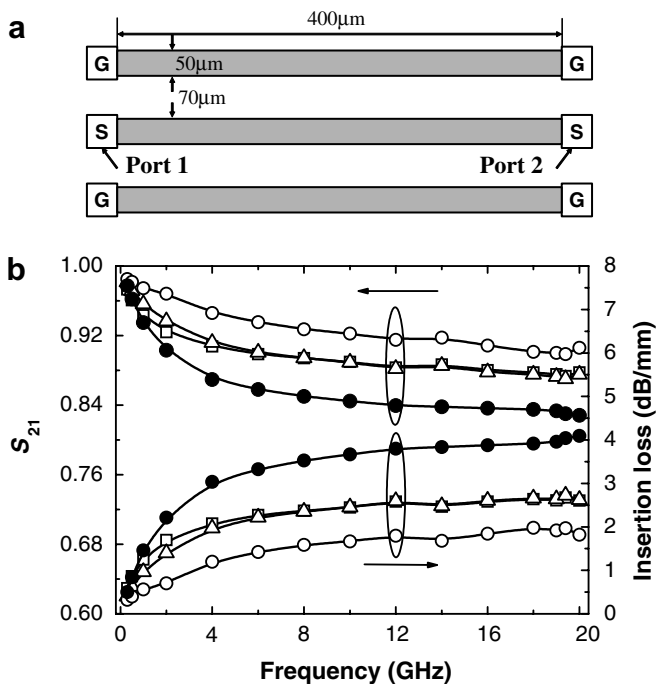 a
400μm
G G
50μm
70μm
S S
Port 1 Port 2
G G
b
1.00 8
7
0.92 6
5
0.84 4
0.76 3
2
0.68 1
0.60 0
S21
Insertion loss (dB/mm)
0 4 8 12 16 20
Frequency (GHz)